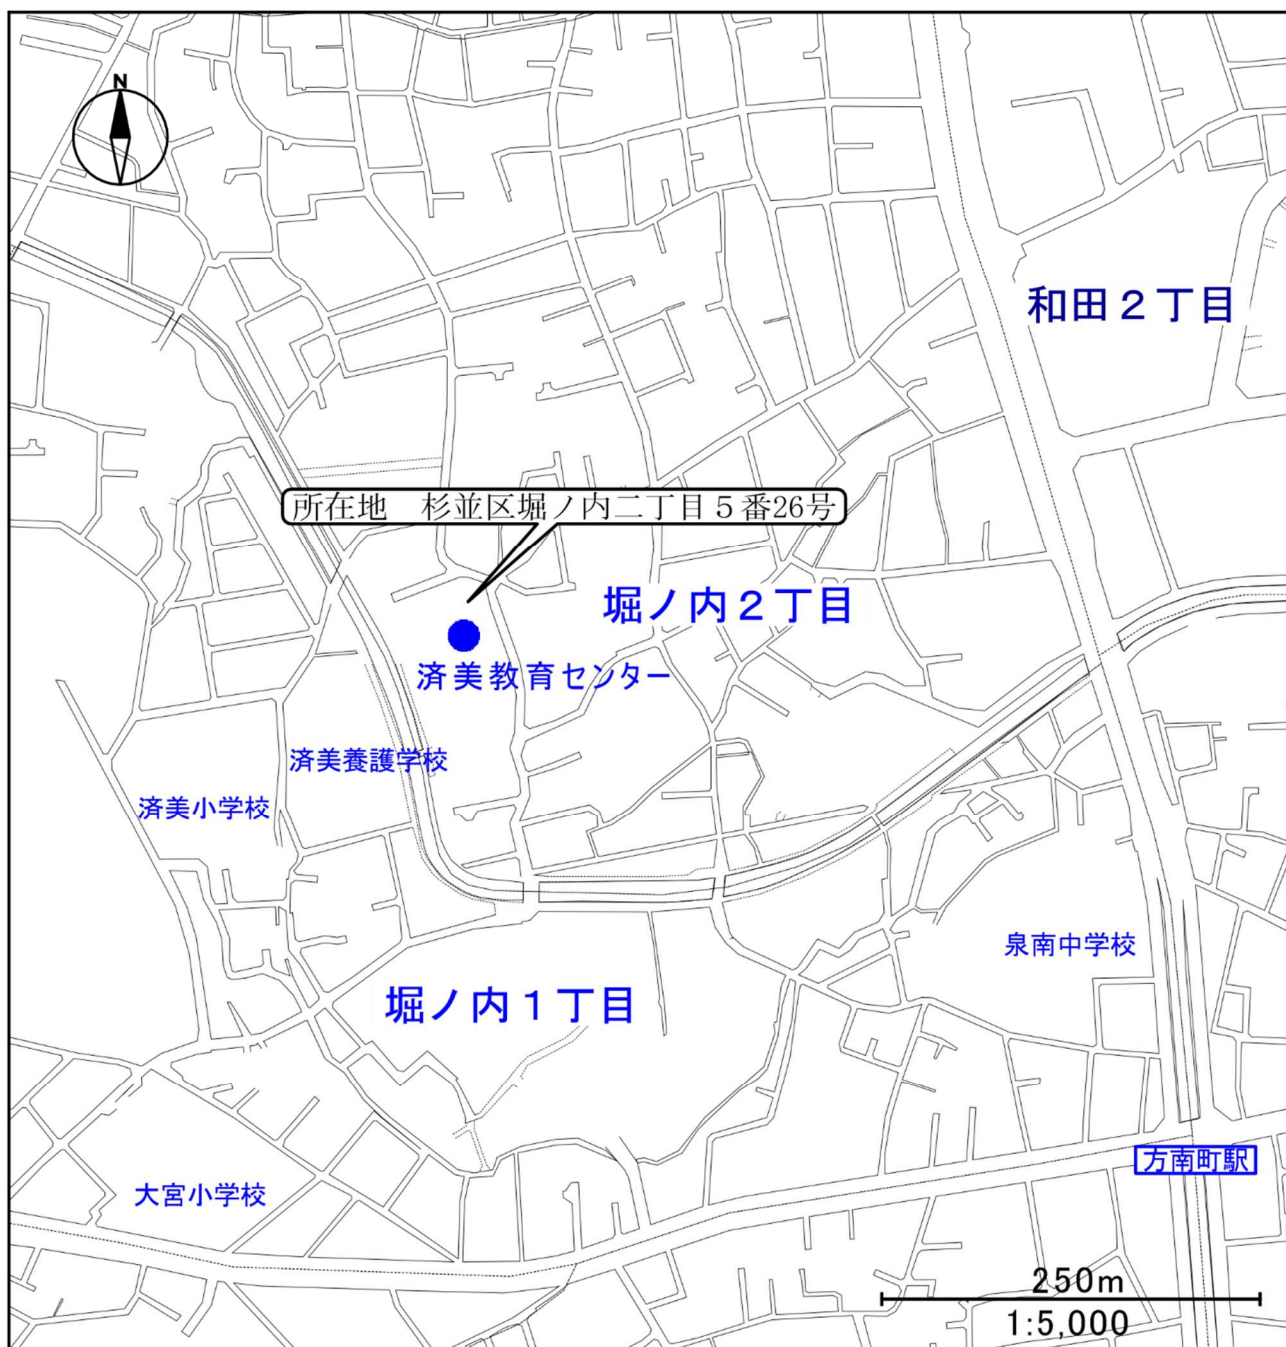 N
和田２丁目
所在地　杉並区堀ノ内二丁目５番26号
堀ノ内２丁目
済美教育センター
済美養護学校
済美小学校
泉南中学校
堀ノ内１丁目
方南町駅
大宮小学校
250m
1:5,000